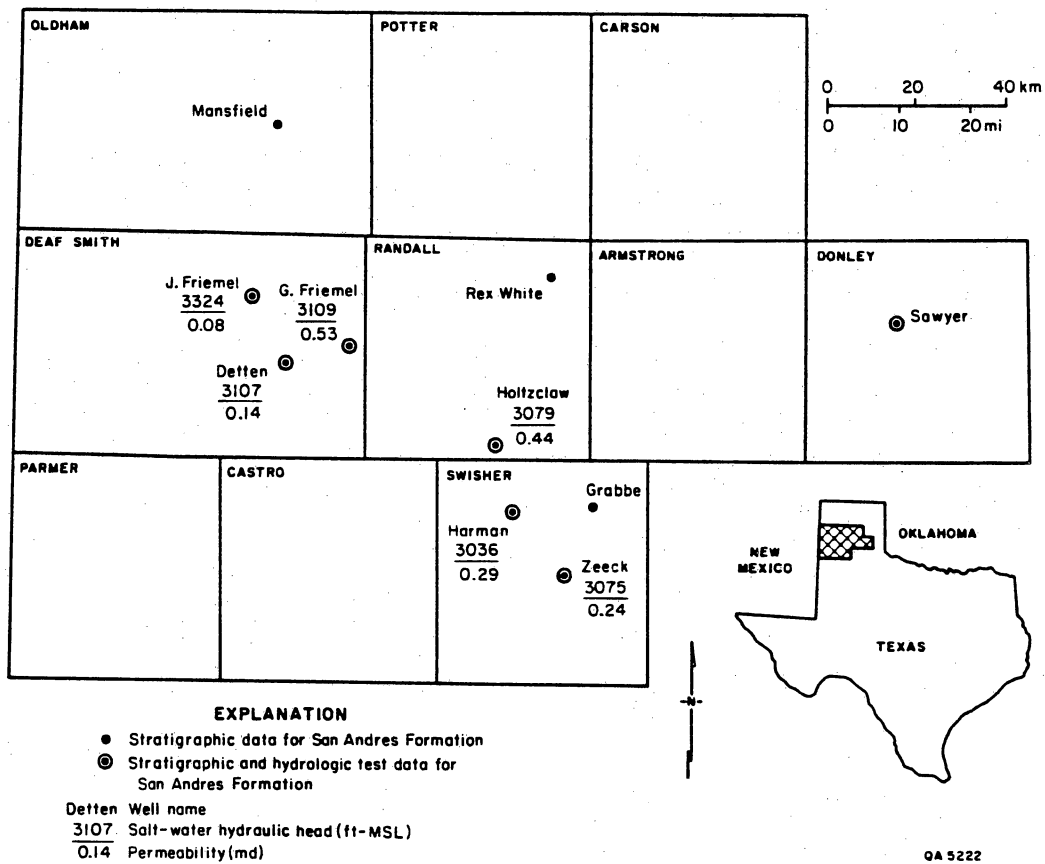 OLDHAM
POTTER
CARSON
0 20 40 km
0 10 20 mi
Mansfield
DEAF SMITH
RANDALL
ARMSTRONG
DONLEY
J. Friemel
3324
0.08
G. Friemel
3109
0.53
Rex White
Sawyer
Detten
3107
0.14
Holtzclaw
3079
0.44
PARMER
CASTRO
SWISHER
Grabbe
Harman
3036
0.29
Zeeck
3075
0.24
NEW
MEXICO
OKLAHOMA
TEXAS
-N-
EXPLANATION
Stratigraphic data for San Andres Formation
Stratigraphic and hydrologic test data for
San Andres Formation
Detten Well name
3107 Salt-water hydraulic head (ft-MSL)
0.14 Permeability (md)
QA 5222